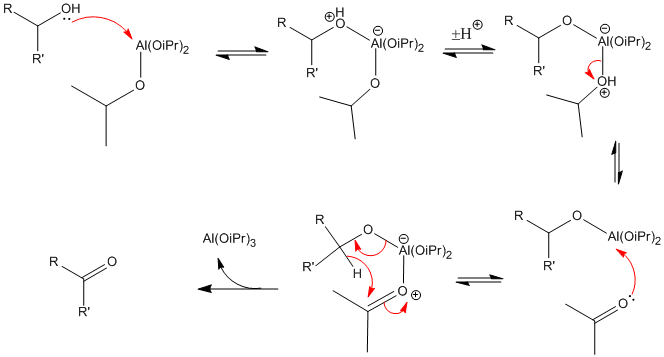 R OH
R'
Al(oiPr)2
O
R H
⊕
O
R'
⊖
Al(oiPr)2
O
±H⊕
R O
R'
⊖
Al(oiPr)2
OH
⊕
R O
R'
Al(oiPr)2
O
R O
R'
H
⊖
Al(oiPr)2
O
⊕
Al(oiPr)3
R O
R'